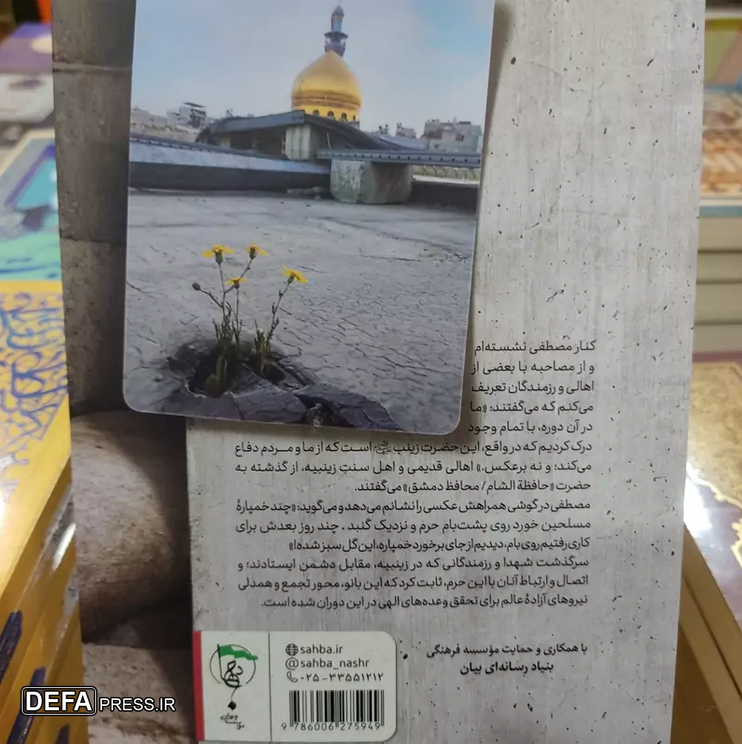 کنار مصطفی نشسته‌ام
و از مصاحبه با بعضی از
اهالی و رزمندگان تعریف
می‌کنم که می‌گفتند: «ما
در آن دوره، با تمام وجود
درک کردیم که در واقع، این حضرت زینب است که از ما و مردم دفاع
می‌کند؛ و نه برعکس.» اهالی قدیمی و اهل سنتِ زینبیه، از گذشته به
حضرت «حافظة الشام/ محافظ دمشق» می‌گفتند.
مصطفی در گوشی همراهش عکسی را نشانم می‌دهد و می‌گوید: «چند خمپارهٔ
مسلحین خورد روی پشت‌بام حرم و نزدیک گنبد. چند روز بعدش برای
کاری رفتیم روی بام، دیدیم از جای برخورد خمپاره، این گل سبز شده!»
سرگذشت شهدا و رزمندگانی که در زینبیه، مقابل دشمن ایستادند؛ و
اتصال و ارتباط آنان با این حرم، ثابت کرد که این بانو، محور تجمع و همدلی
نیروهای آزادهٔ عالم برای تحقق وعده‌های الهی در این دوران شده است.
با همکاری و حمایت مؤسسه فرهنگی
بنیاد رسانه‌ای بیان
sahba.ir
@sahba_nashr
۰۲۵-۳۳۵۵۱۲۱۲
9 786006 275949
DEFAPRESS.IR